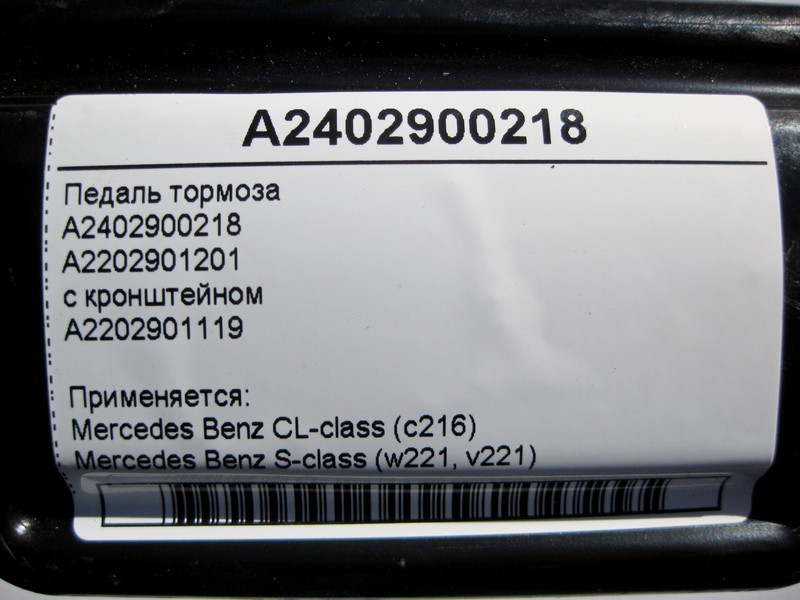 A2402900218
Педаль тормоза
A2402900218
A2202901201
с кронштейном
A2202901119
Применяется:
Mercedes Benz CL-class (c216)
Mercedes Benz S-class (w221, v221)